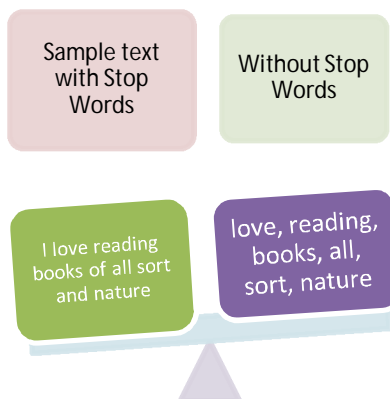 Sample text
with Stop
Words
Without Stop
Words
I love reading
books of all sort
and nature
love, reading,
books, all,
sort, nature